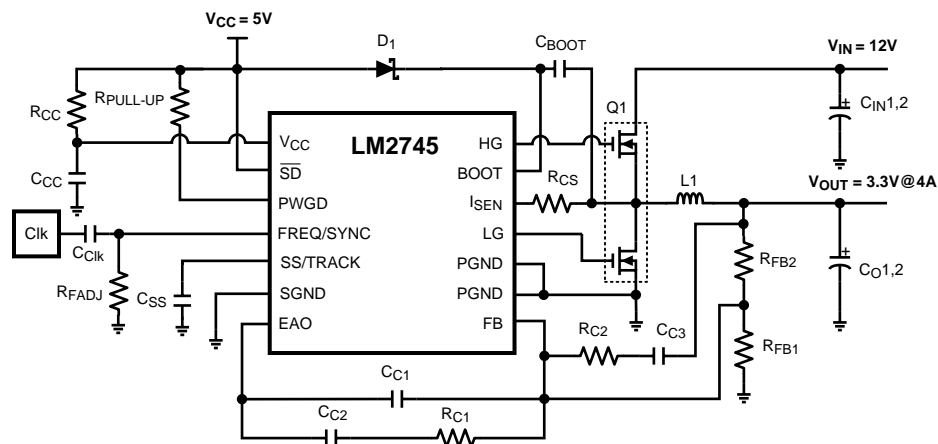 VCC = 5V
D1
CBOOT
VIN = 12V
RCC
RPULL-UP
Q1
CIN1,2
+
LM2745
VCC
HG
SD
BOOT
CCC
PWGD
ISEN
RCS
L1
VOUT = 3.3V@4A
Clk
CClk
FREQ/SYNC
LG
RFADJ
CSS
SS/TRACK
PGND
RFB2
+
CO1,2
SGND
PGND
EAO
FB
RC2
CC3
RFB1
CC1
CC2
RC1